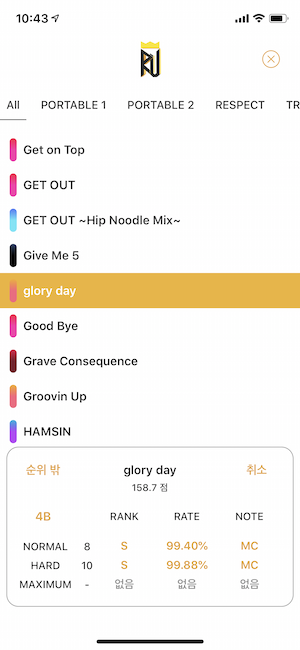 10:43
All PORTABLE 1 PORTABLE 2 RESPECT TR
Get on Top
GET OUT
GET OUT ~Hip Noodle Mix~
Give Me 5
glory day
Good Bye
Grave Consequence
Groovin Up
HAMSIN
순위 밖 glory day 취소
158.7 점
4B RANK RATE NOTE
NORMAL 8 S 99.40% MC
HARD 10 S 99.88% MC
MAXIMUM - 없음 없음 없음